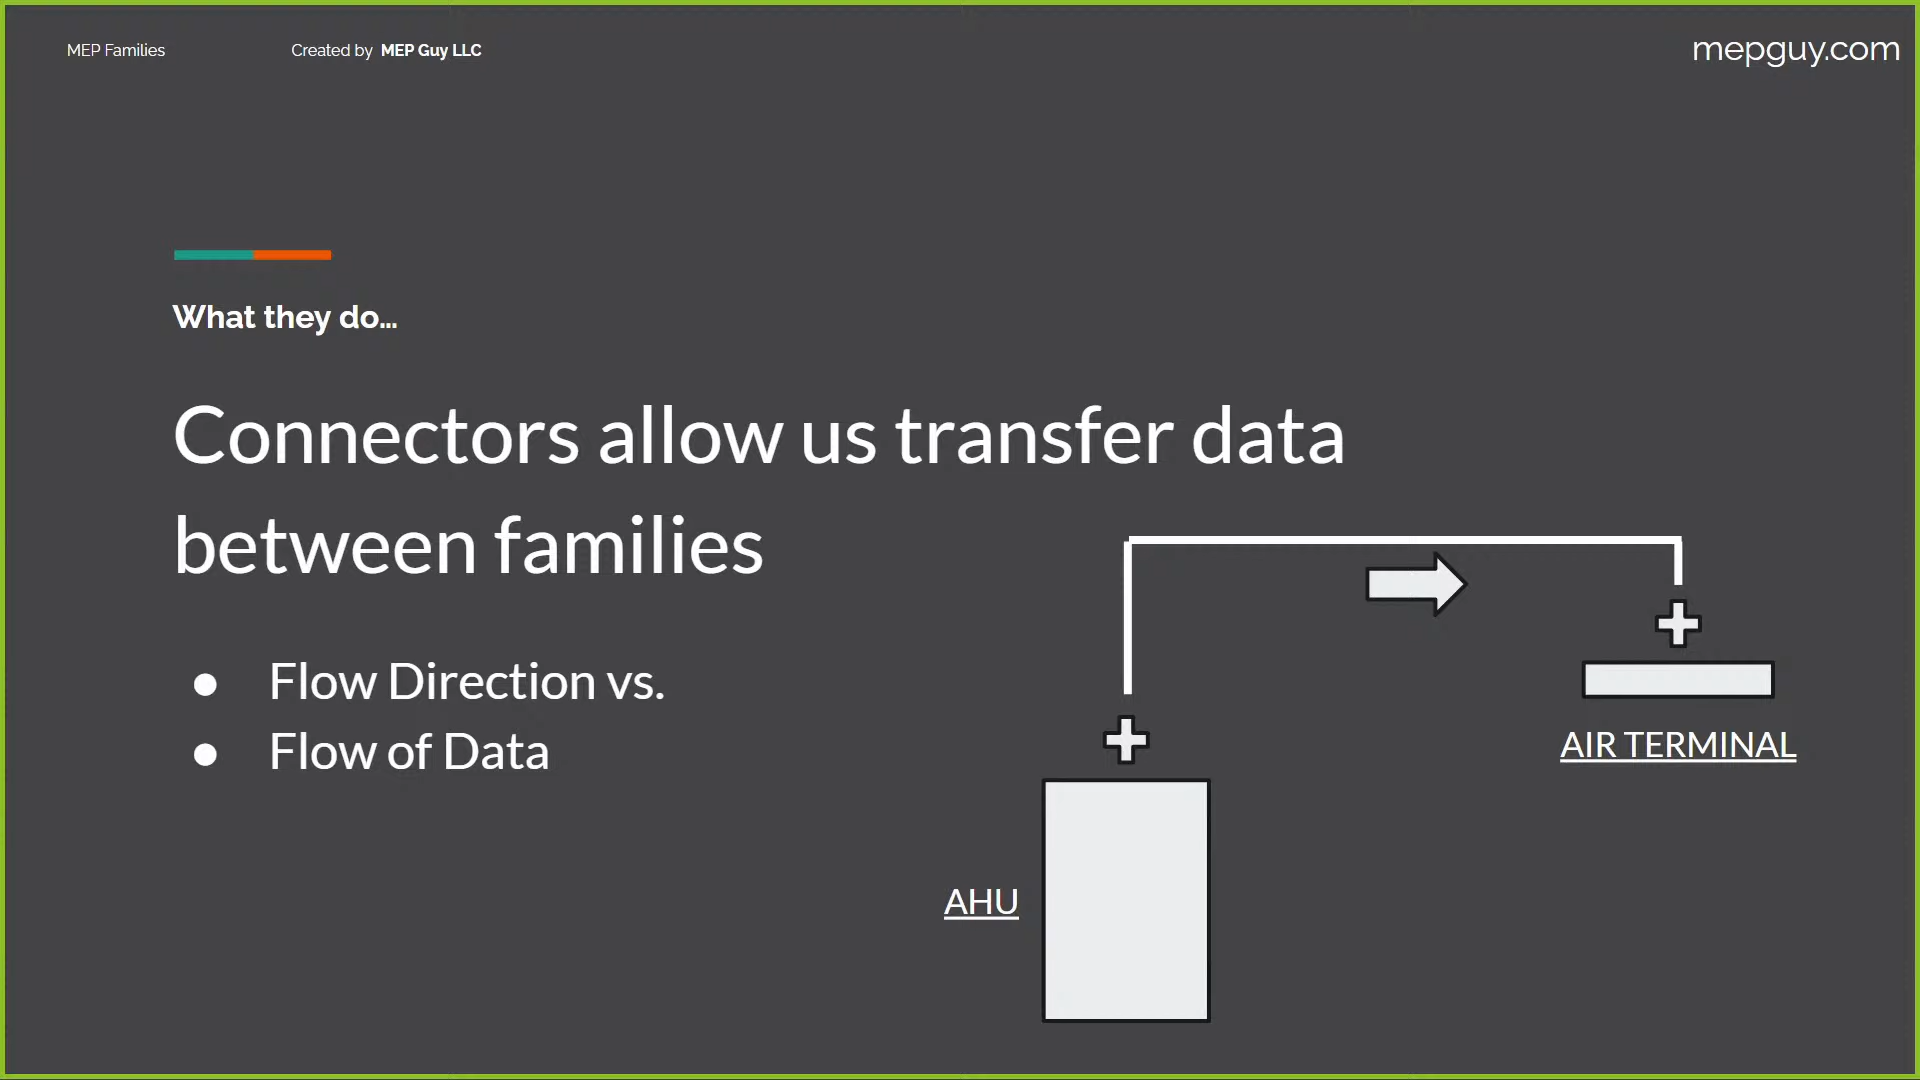 MEP Families
Created by MEP Guy LLC
mepguy.com
What they do...
Connectors allow us transfer data
between families
● Flow Direction vs.
● Flow of Data
AIR TERMINAL
AHU